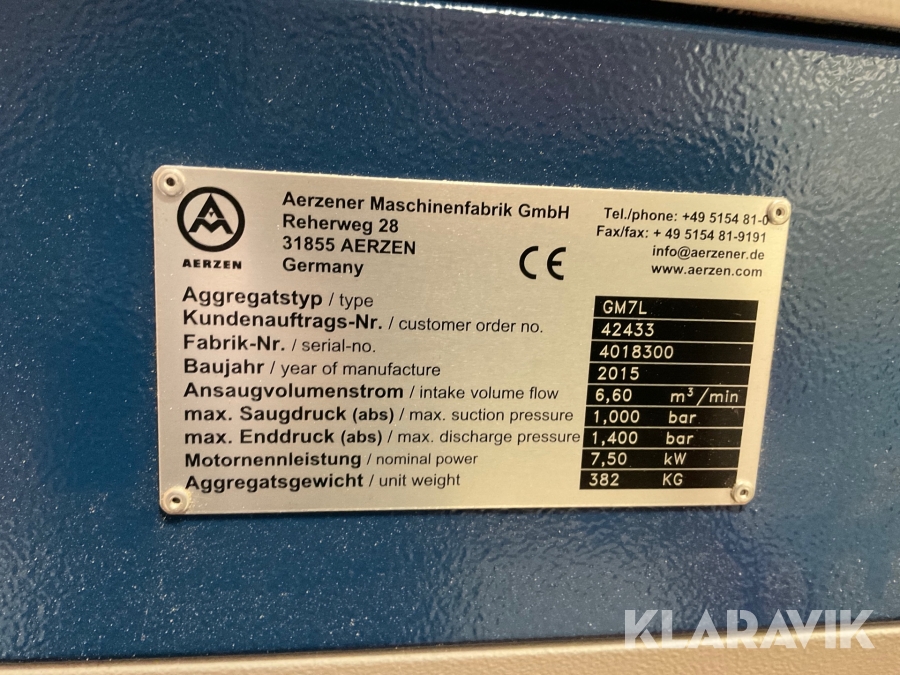 AERZEN
Aerzener Maschinenfabrik GmbH
Reherweg 28
31855 AERZEN
Germany
CE
Tel./phone: +49 5154 81-0
Fax/fax: + 49 5154 81-9191
info@aerzener.de
www.aerzen.com
Aggregatstyp / type GM7L
Kundenauftrags-Nr. / customer order no. 42433
Fabrik-Nr. / serial-no. 4018300
Baujahr / year of manufacture 2015
Ansaugvolumenstrom / intake volume flow 6,60 m³/min
max. Saugdruck (abs) / max. suction pressure 1,000 bar
max. Enddruck (abs) / max. discharge pressure 1,400 bar
Motornennleistung / nominal power 7,50 kW
Aggregatsgewicht / unit weight 382 KG
KLARAVIK